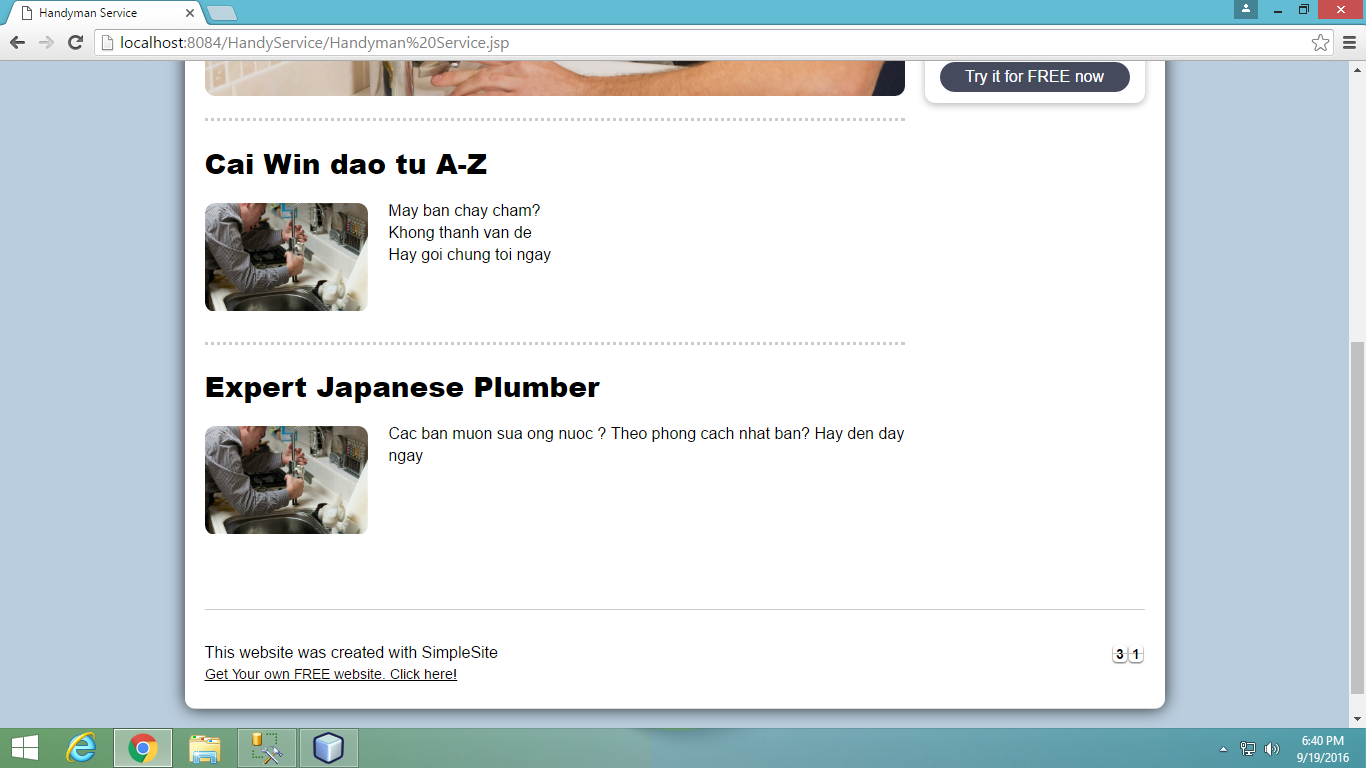 Handyman Service
localhost:8084/HandyService/Handyman%20Service.jsp
Try it for FREE now
Cai Win dao tu A-Z
May ban chay cham?
Khong thanh van de
Hay goi chung toi ngay
Expert Japanese Plumber
Cac ban muon sua ong nuoc ? Theo phong cach nhat ban? Hay den day
ngay
This website was created with SimpleSite
31
Get Your own FREE website. Click here!
6:40 PM
9/19/2016